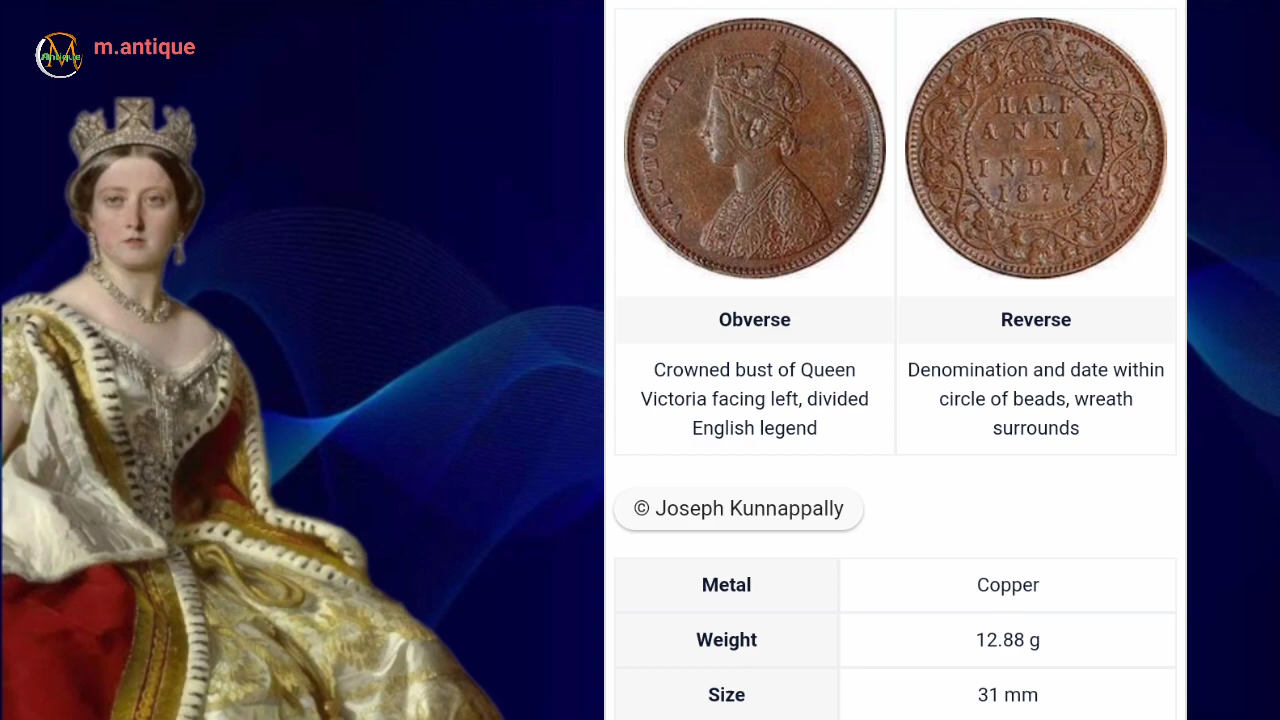 Antique
m.antique
VICTORIA EMPRESS
HALF
ANNA
INDIA
1877
Obverse
Reverse
Crowned bust of Queen
Victoria facing left, divided
English legend
Denomination and date within
circle of beads, wreath
surrounds
© Joseph Kunnappally
Metal
Copper
Weight
12.88 g
Size
31 mm